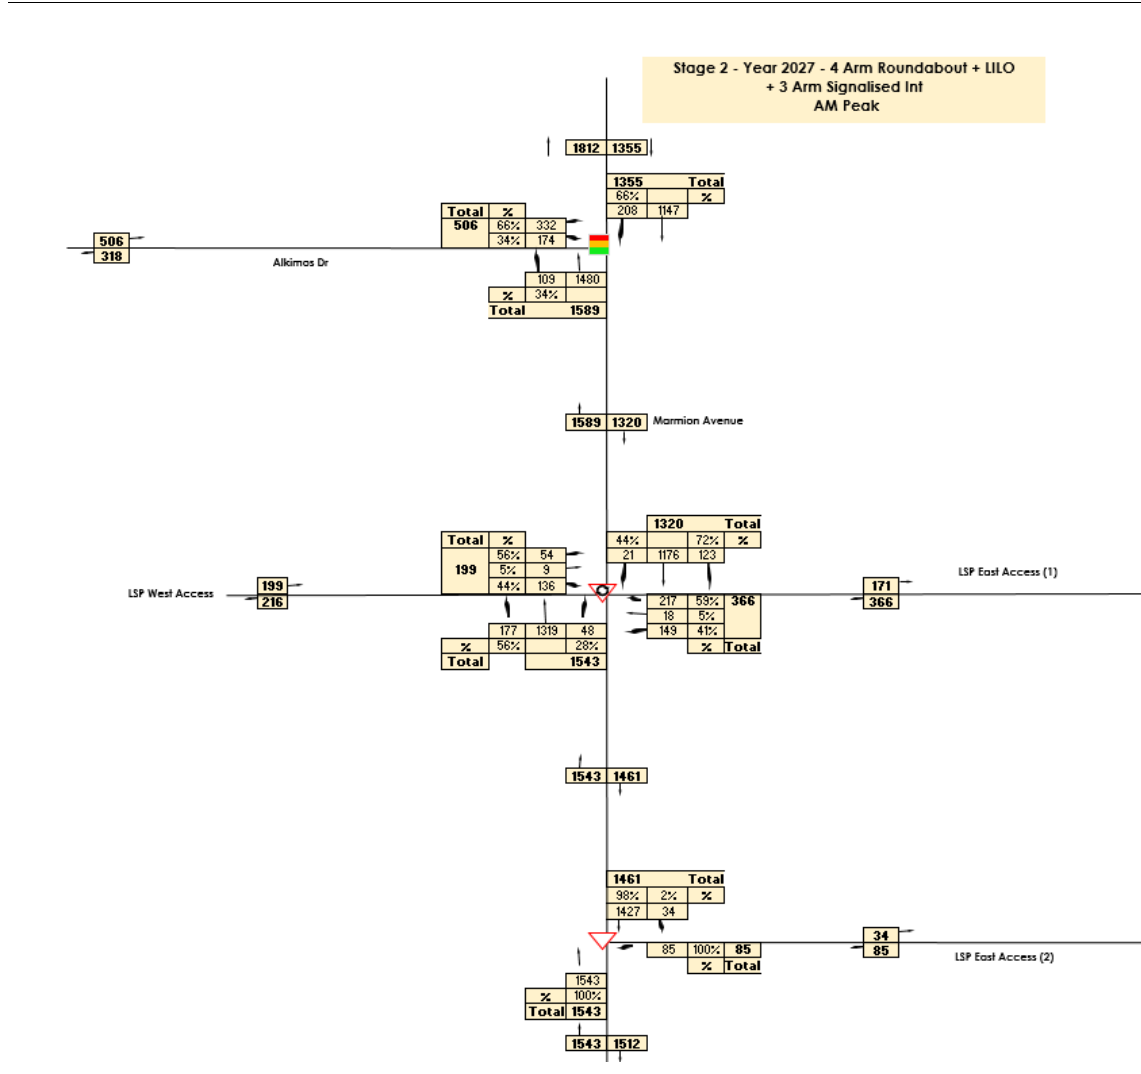 Stage 2 - Year 2027 - 4 Arm Roundabout + LILO
+ 3 Arm Signalised Int
AM Peak
1812 1355
1355 Total
66% %
208 1147
Total %
506 66% 332
34% 174
506
318
Alkimos Dr
109 1480
% 34%
Total 1589
1589 1320 Marmion Avenue
1320 Total
44% 72% %
21 1176 123
Total %
199 56% 54
5% 9
44% 136
LSP West Access
199
216
LSP East Access (1)
171
366
217 59% 366
18 5%
149 41%
% Total
177 1319 48
% 56% 28%
Total 1543
1543 1461
1461 Total
98% 2% %
1427 34
34
85
LSP East Access (2)
85 100% 85
% Total
1543
% 100%
Total 1543
1543 1512